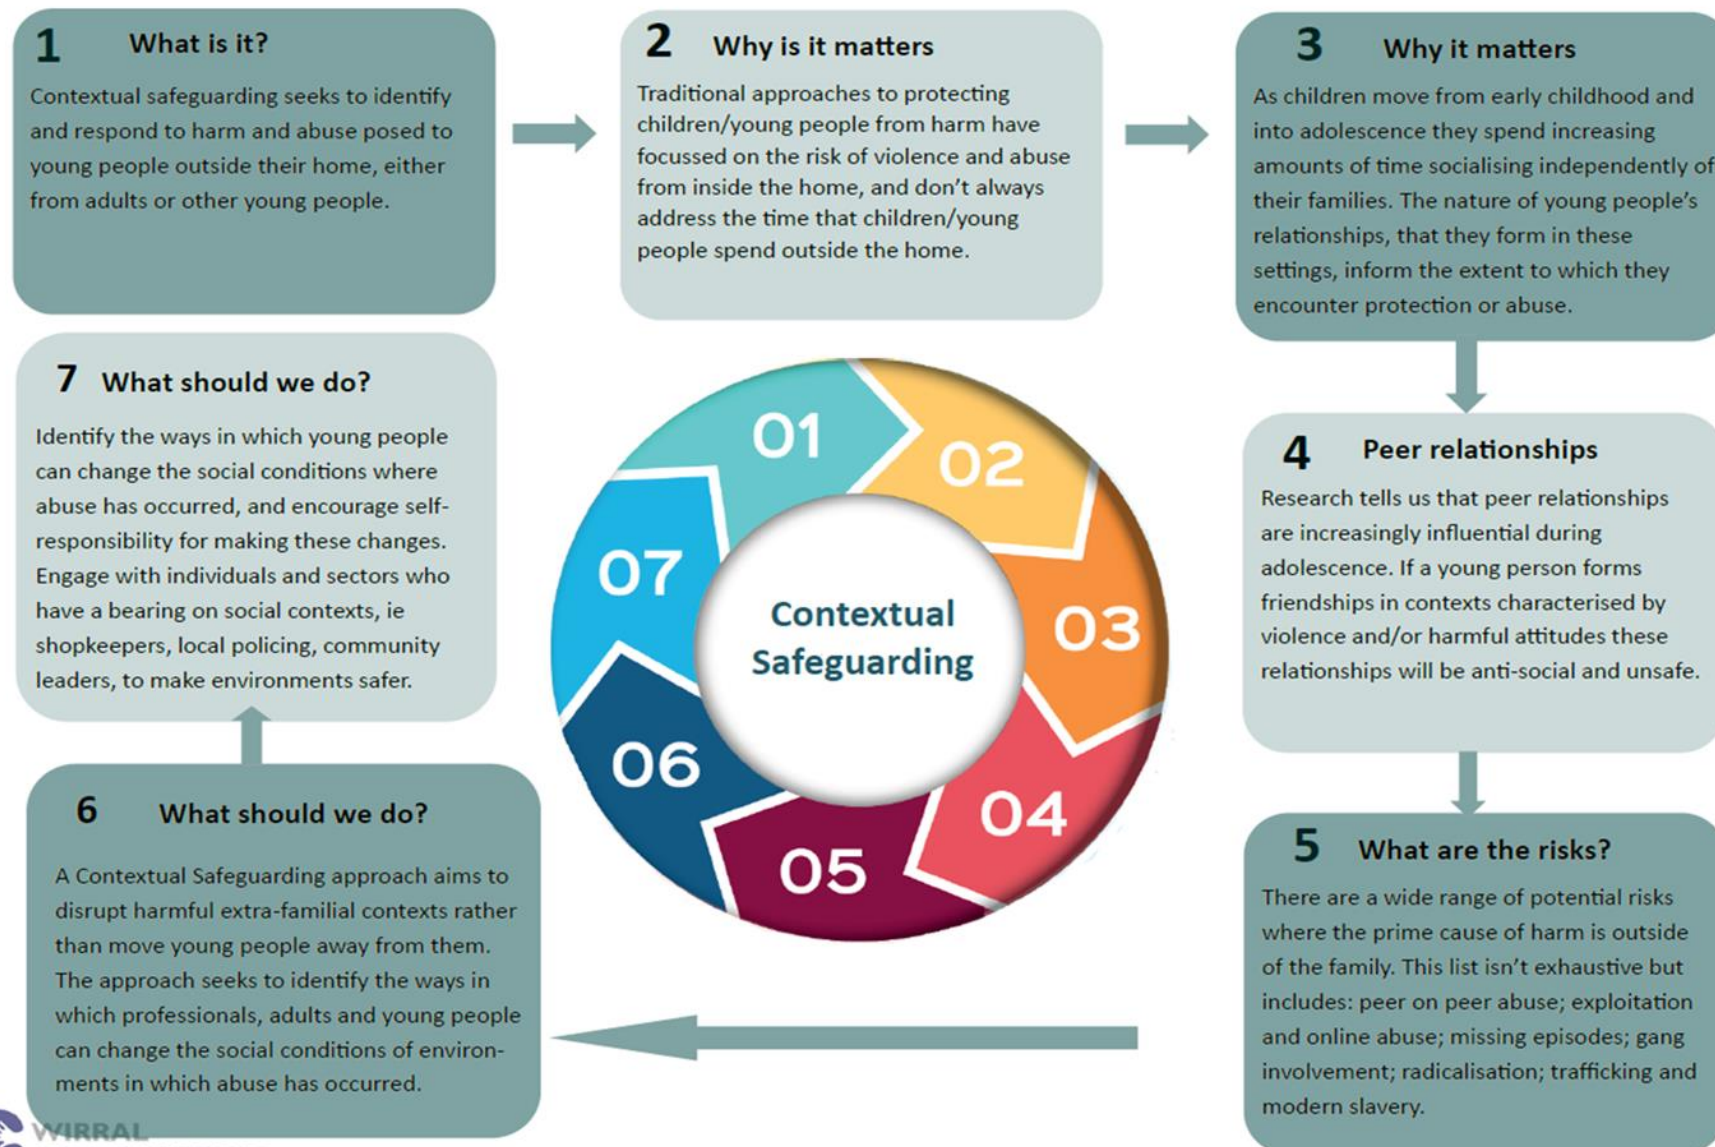 1 What is it?
Contextual safeguarding seeks to identify
and respond to harm and abuse posed to
young people outside their home, either
from adults or other young people.
2 Why is it matters
Traditional approaches to protecting
children/young people from harm have
focussed on the risk of violence and abuse
from inside the home, and don't always
address the time that children/young
people spend outside the home.
3 Why it matters
As children move from early childhood and
into adolescence they spend increasing
amounts of time socialising independently of
their families. The nature of young people's
relationships, that they form in these
settings, inform the extent to which they
encounter protection or abuse.
4 Peer relationships
Research tells us that peer relationships
are increasingly influential during
adolescence. If a young person forms
friendships in contexts characterised by
violence and/or harmful attitudes these
relationships will be anti-social and unsafe.
5 What are the risks?
There are a wide range of potential risks
where the prime cause of harm is outside
of the family. This list isn't exhaustive but
includes: peer on peer abuse; exploitation
and online abuse; missing episodes; gang
involvement; radicalisation; trafficking and
modern slavery.
6 What should we do?
A Contextual Safeguarding approach aims to
disrupt harmful extra-familial contexts rather
than move young people away from them.
The approach seeks to identify the ways in
which professionals, adults and young people
can change the social conditions of environ-
ments in which abuse has occurred.
7 What should we do?
Identify the ways in which young people
can change the social conditions where
abuse has occurred, and encourage self-
responsibility for making these changes.
Engage with individuals and sectors who
have a bearing on social contexts, ie
shopkeepers, local policing, community
leaders, to make environments safer.
01
02
03
04
05
06
07
Contextual
Safeguarding
WIRRAL